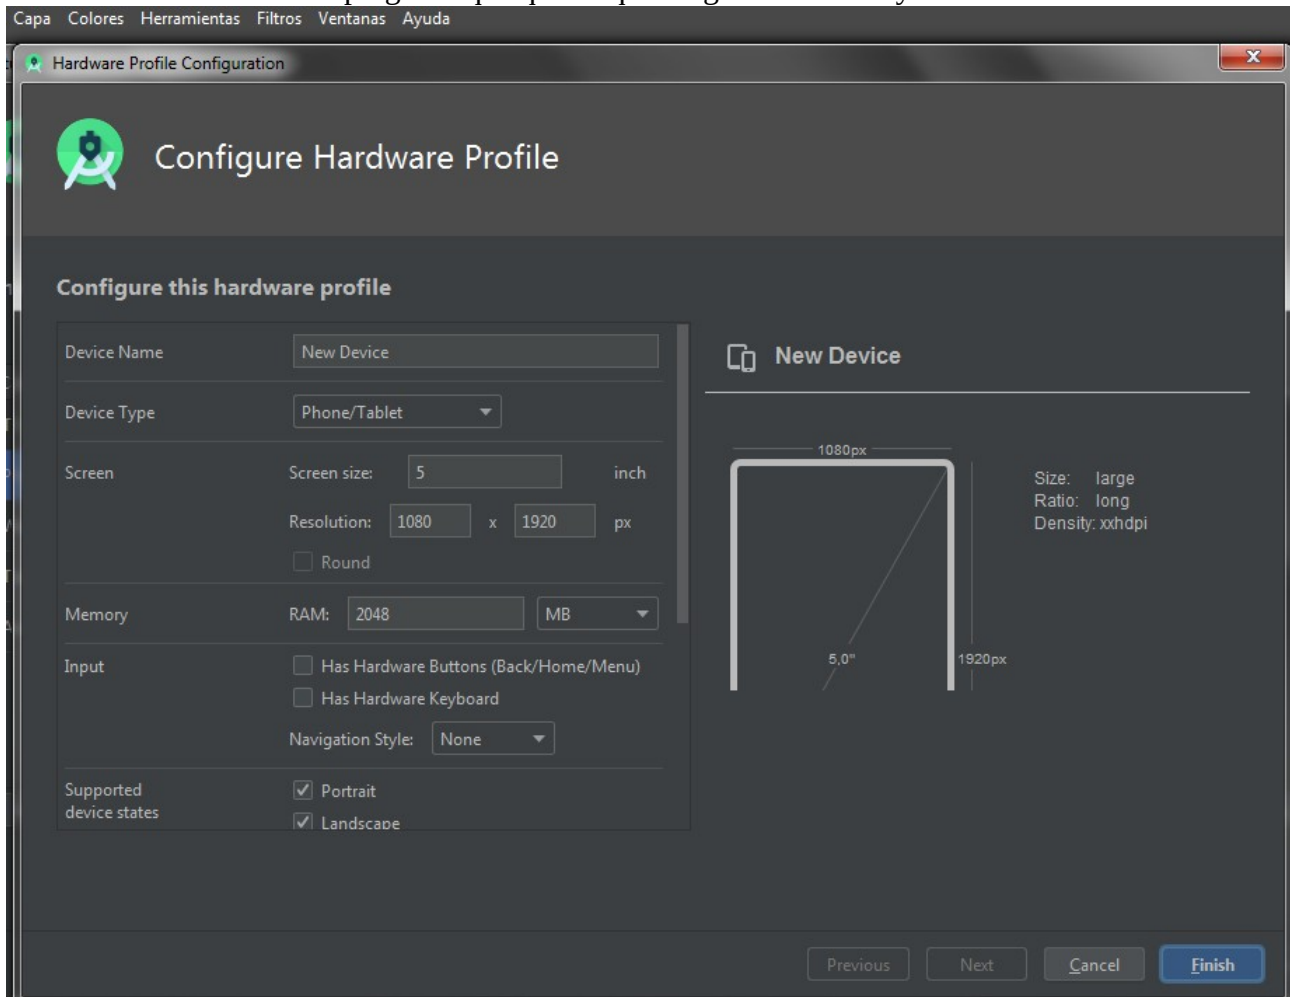 Capa Colores Herramientas Filtros Ventanas Ayuda
Hardware Profile Configuration
Configure Hardware Profile
Configure this hardware profile
Device Name New Device
Device Type Phone/Tablet
Screen Screen size: 5 inch
Resolution: 1080 x 1920 px
Round
Memory RAM: 2048 MB
Input Has Hardware Buttons (Back/Home/Menu)
Has Hardware Keyboard
Navigation Style: None
Supported
device states
Portrait
Landscape
New Device
1080px
5,0"
1920px
Size: large
Ratio: long
Density: xxhdpi
Previous Next Cancel Finish